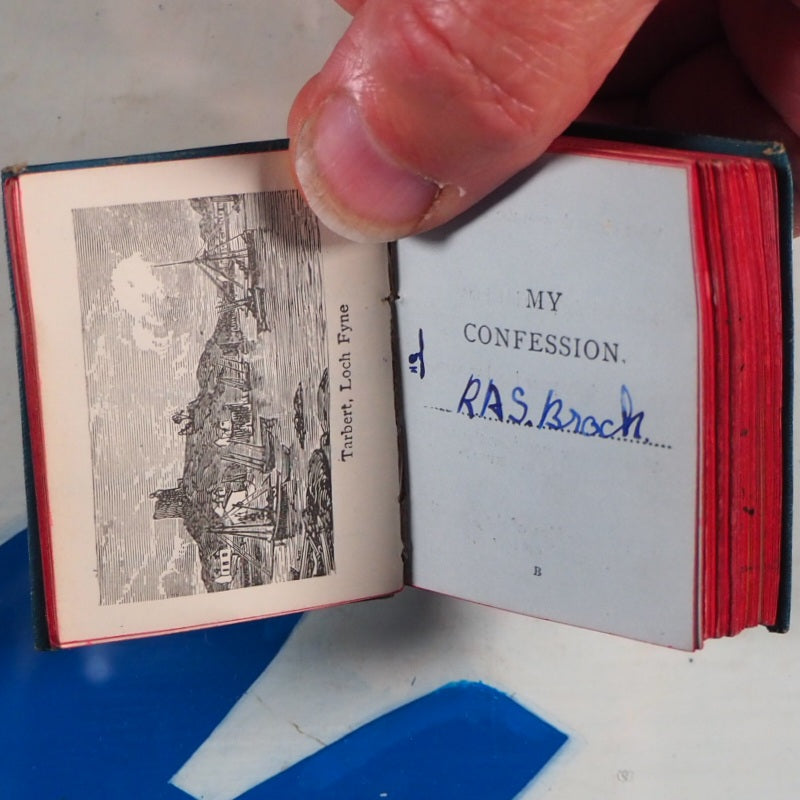 Tarbert, Loch Fyne
MY
CONFESSION.
RAS. Broch.
B